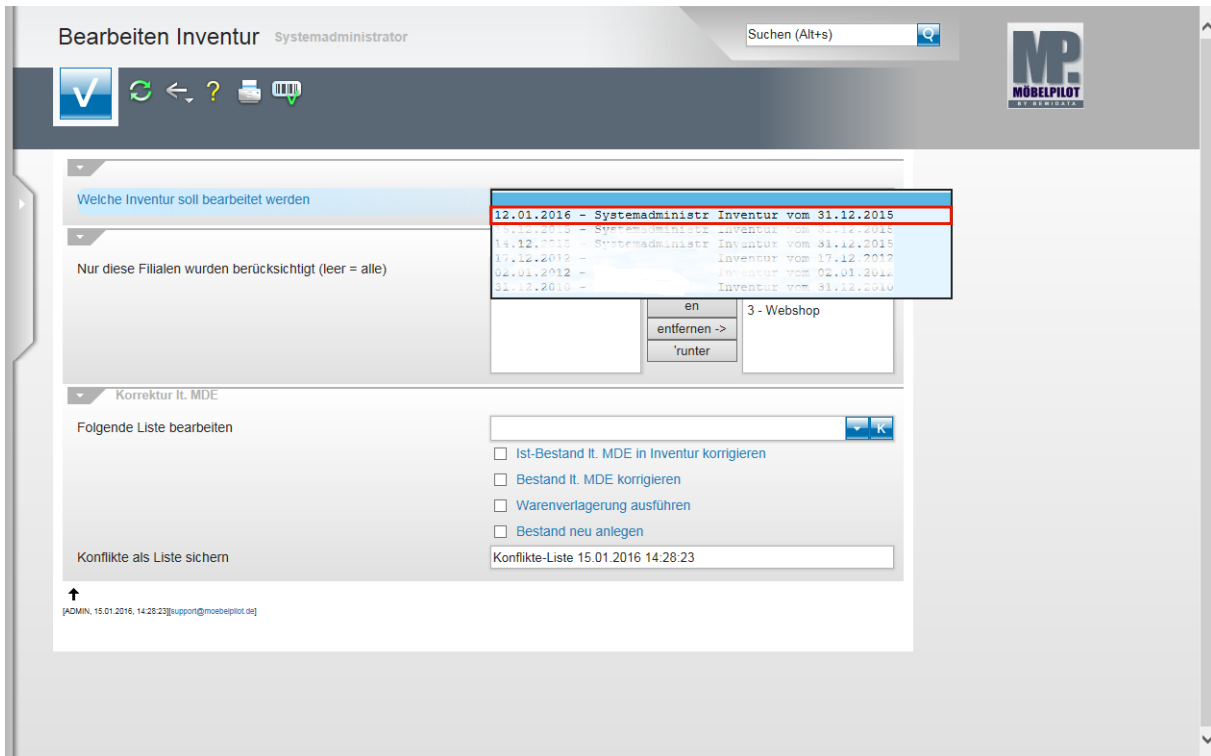 Bearbeiten Inventur Systemadministrator
Suchen (Alt+s)
MP.
MÖBELPILOT
BY BEWIDATA
Welche Inventur soll bearbeitet werden
12.01.2016 - Systemadministr Inventur vom 31.12.2015
15.12.2015 - Systemadministr Inventur vom 31.12.2015
14.12.2015 - Systemadministr Inventur vom 31.12.2015
17.12.2012 - Inventur vom 17.12.2012
02.01.2012 - Inventur vom 02.01.2012
31.12.2010 - Inventur vom 31.12.2010
Nur diese Filialen wurden berücksichtigt (leer = alle)
en
entfernen ->
'runter
3 - Webshop
Korrektur lt. MDE
Folgende Liste bearbeiten
K
Ist-Bestand lt. MDE in Inventur korrigieren
Bestand lt. MDE korrigieren
Warenverlagerung ausführen
Bestand neu anlegen
Konflikte als Liste sichern
Konflikte-Liste 15.01.2016 14:28:23
[ADMIN, 15.01.2016, 14:28:23][support@moebelpilot.de]